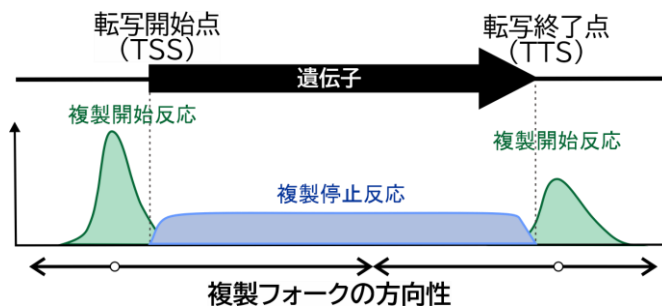 転写開始点
(TSS)
転写終了点
(TTS)
遺伝子
複製開始反応
複製開始反応
複製停止反応
複製フォークの方向性